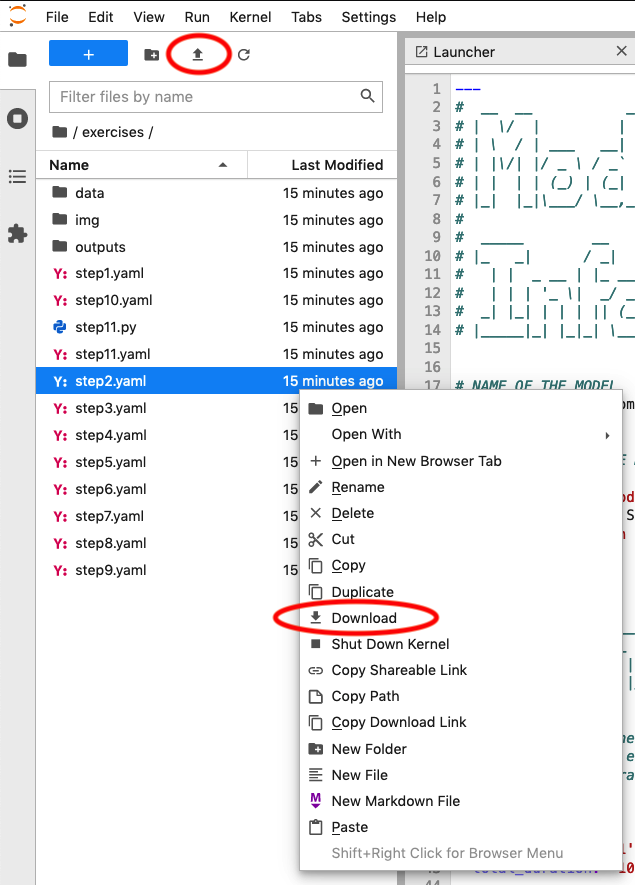 File Edit View Run Kernel Tabs Settings Help
Launcher
Filter files by name
/ exercises /
Name Last Modified
data 15 minutes ago
img 15 minutes ago
outputs 15 minutes ago
Y: step1.yaml 15 minutes ago
Y: step10.yaml 15 minutes ago
step11.py 15 minutes ago
Y: step11.yaml 15 minutes ago
Y: step2.yaml 15 minutes ago
Y: step3.yaml 15
Y: step4.yaml 15
Y: step5.yaml 15
Y: step6.yaml 15
Y: step7.yaml 15
Y: step8.yaml 15
Y: step9.yaml 15
Open
Open With
Open in New Browser Tab
Rename
Delete
Cut
Copy
Duplicate
Download
Shut Down Kernel
Copy Shareable Link
Copy Path
Copy Download Link
New Folder
New File
New Markdown File
Paste
Shift+Right Click for Browser Menu
1 ---
2 #
3 #
4 #
5 #
6 #
7 #
8 #
9 #
10 #
11 #
12 #
13 #
14 #
15
16
17 # NAME OF THE MODEL
44